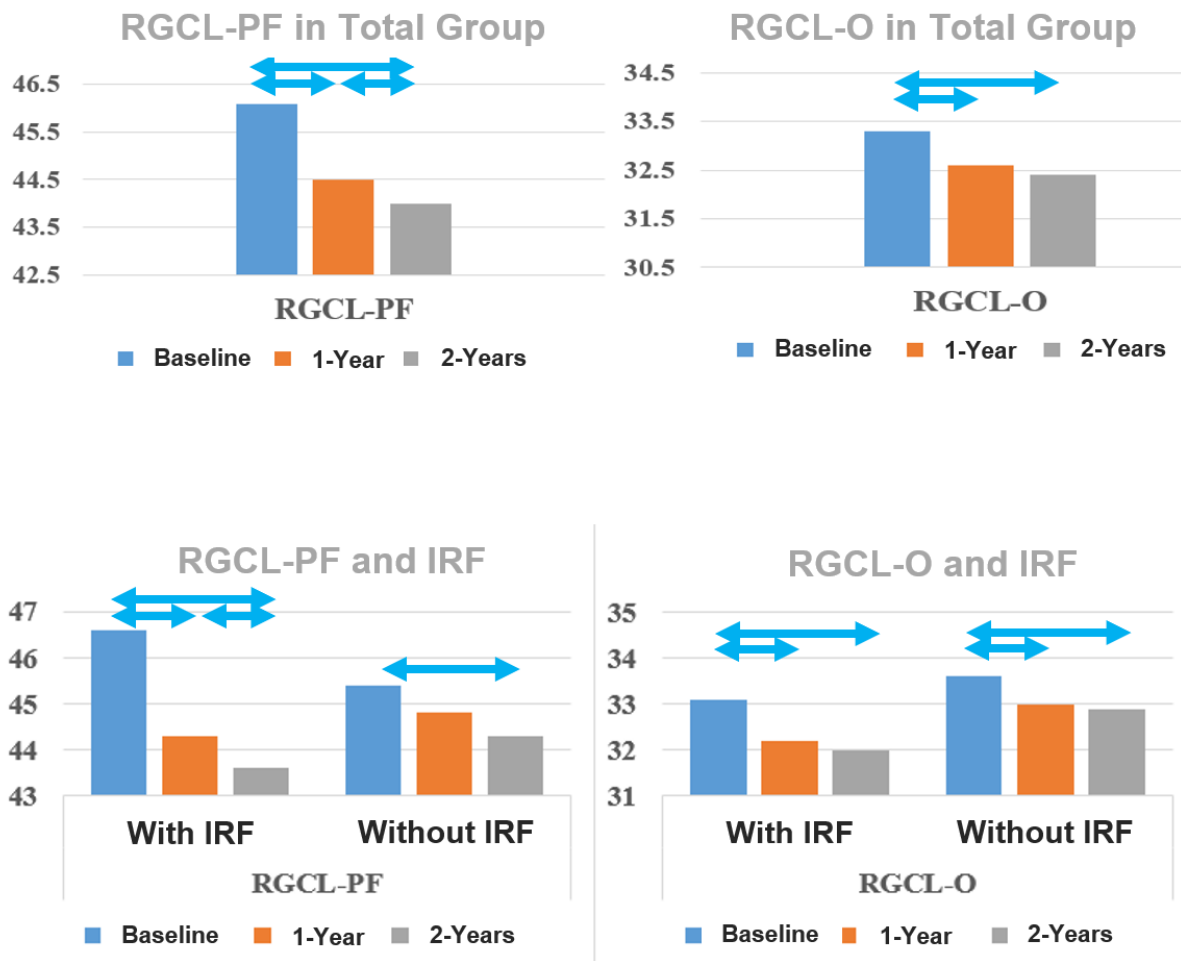 RGCL-PF in Total Group
46.5
45.5
44.5
43.5
42.5
RGCL-PF
Baseline 1-Year 2-Years
RGCL-O in Total Group
34.5
33.5
32.5
31.5
30.5
RGCL-O
Baseline 1-Year 2-Years
RGCL-PF and IRF
47
46
45
44
43
With IRF Without IRF
RGCL-PF
Baseline 1-Year 2-Years
RGCL-O and IRF
35
34
33
32
31
With IRF Without IRF
RGCL-O
Baseline 1-Year 2-Years